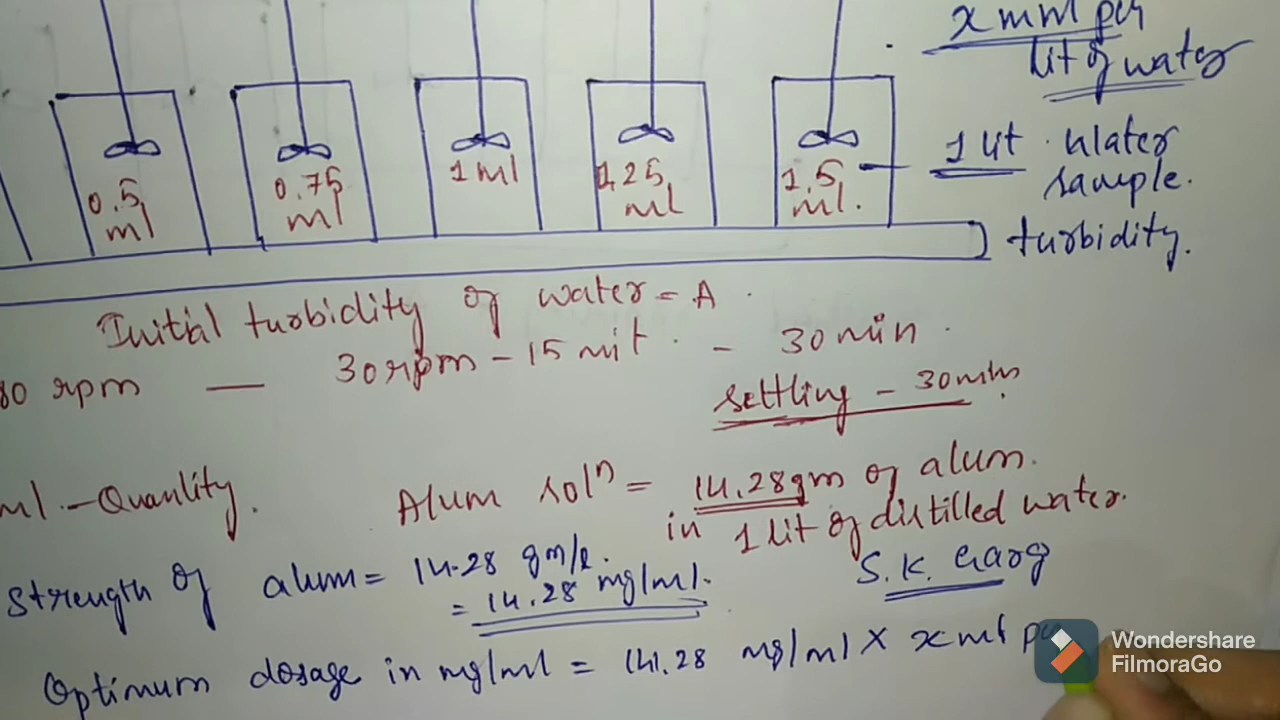 x mml per
lit of water
0.5 ml
0.75 ml
1 ml
1.25 ml
1.5 ml.
1 lit water
sample.
turbidity.
Initial turbidity of water = A
80 rpm — 30 rpm - 15 mit. - 30 min
settling - 30 min
ml. - Quantity.
Alum solⁿ = 14.28 gm of alum.
in 1 lit of distilled water.
Strength of alum = 14.28 gm/l.
= 14.28 mg/ml.
S.K. Garg
Optimum dosage in mg/ml = 14.28 mg/ml X x ml
Wondershare
FilmoraGo